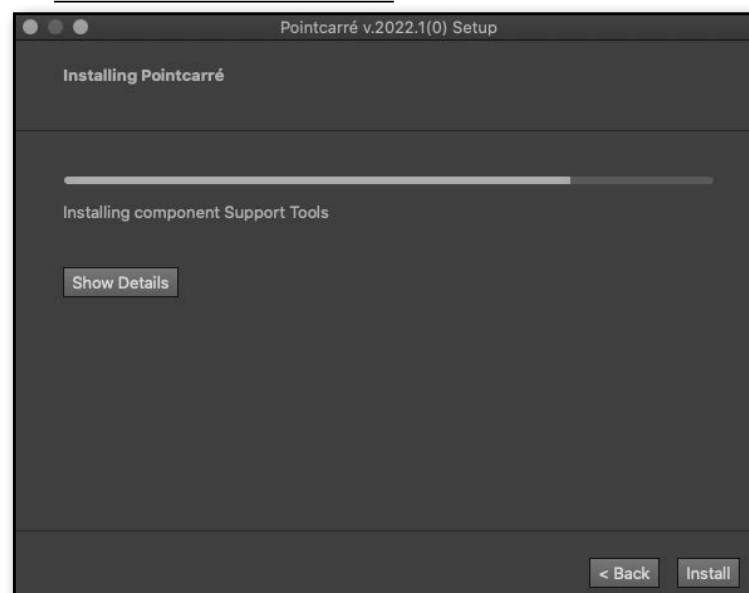 Pointcarré v.2022.1(0) Setup
Installing Pointcarré
Installing component Support Tools
Show Details
< Back Install